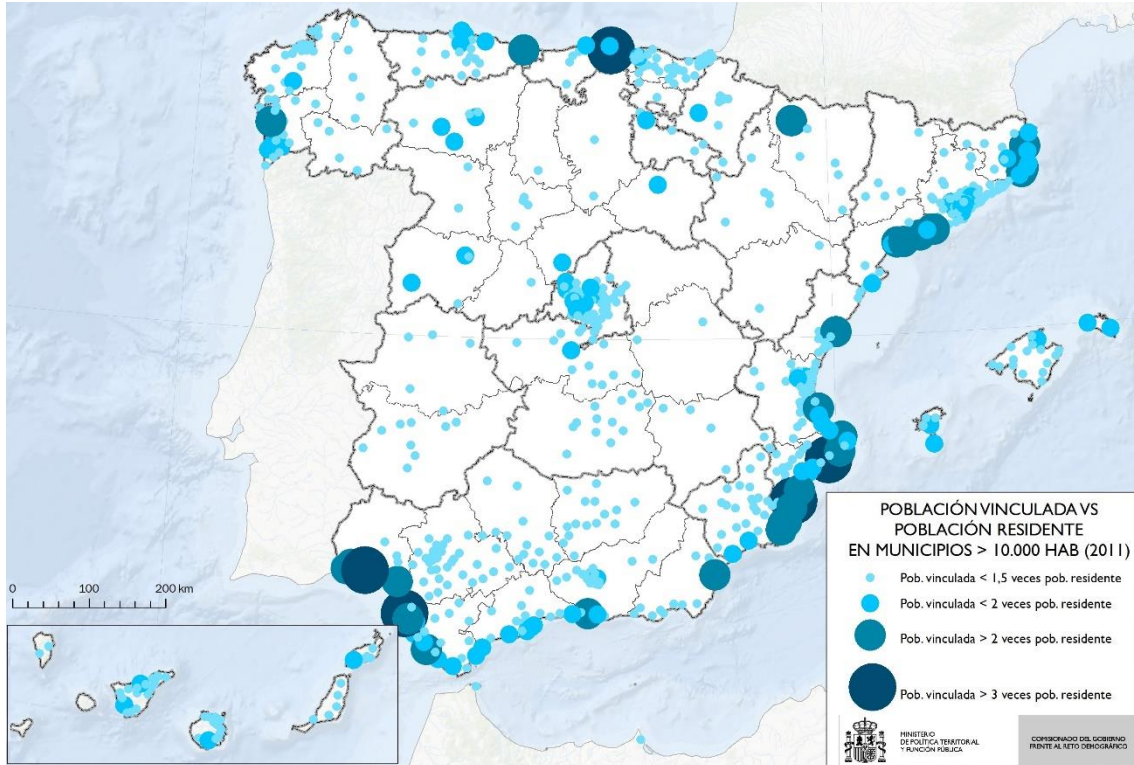 POBLACIÓN VINCULADA VS
POBLACIÓN RESIDENTE
EN MUNICIPIOS > 10.000 HAB (2011)
Pob. vinculada < 1,5 veces pob. residente
Pob. vinculada < 2 veces pob. residente
Pob. vinculada > 2 veces pob. residente
Pob. vinculada > 3 veces pob. residente
0 100 200 km
MINISTERIO
DE POLÍTICA TERRITORIAL
Y FUNCIÓN PÚBLICA
COMISIONADO DEL GOBIERNO
FRENTE AL RETO DEMOGRÁFICO